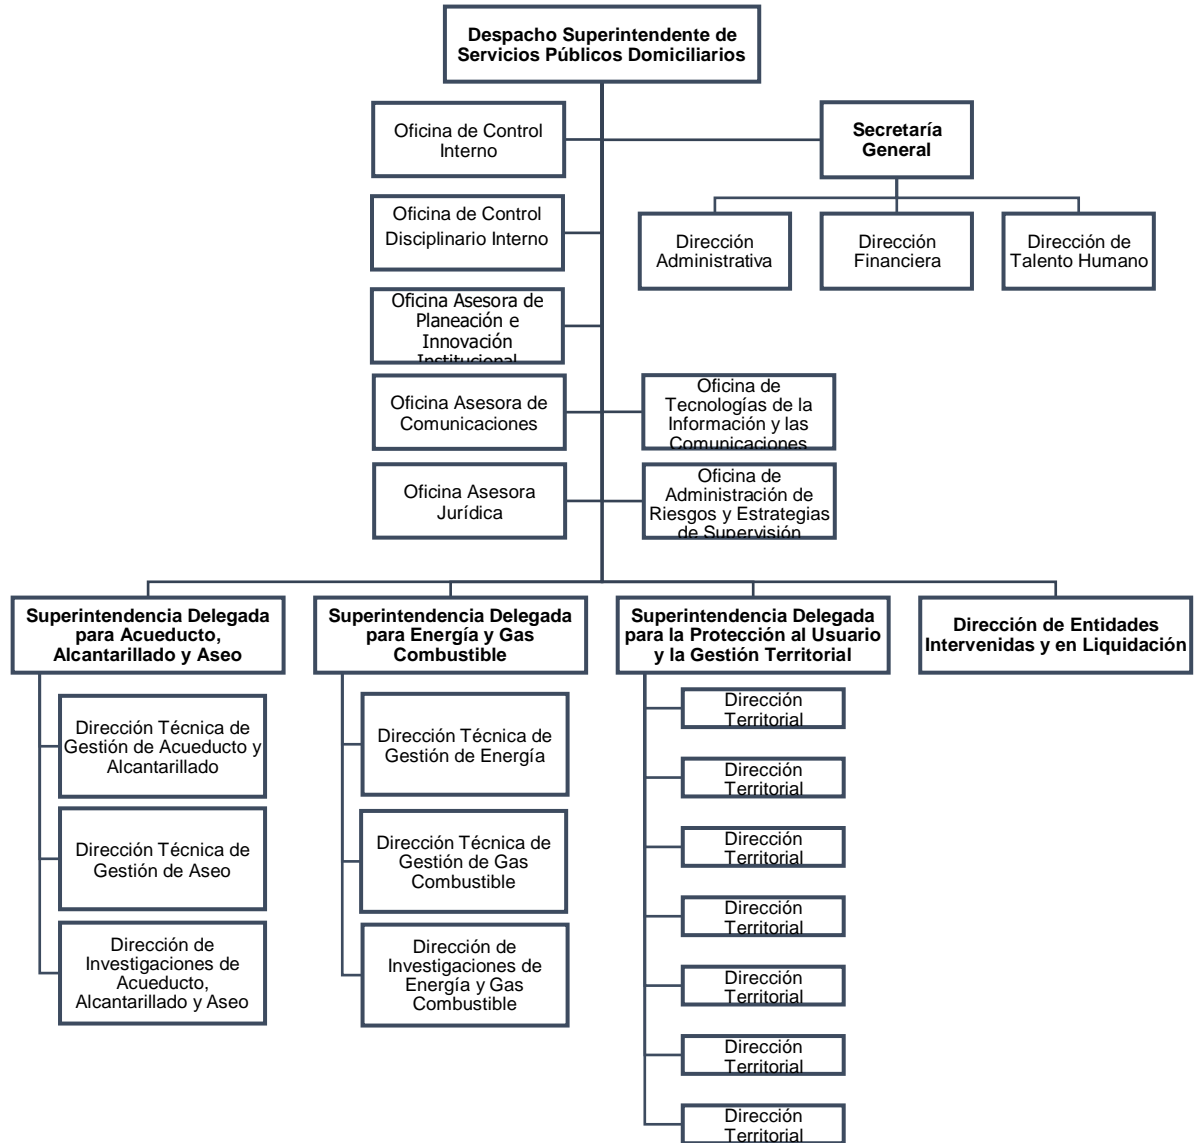 Despacho Superintendente de
Servicios Públicos Domiciliarios
Oficina de Control
Interno
Secretaría
General
Oficina de Control
Disciplinario Interno
Dirección
Administrativa
Dirección
Financiera
Dirección de
Talento Humano
Oficina Asesora de
Planeación e
Innovación
Institucional
Oficina Asesora de
Comunicaciones
Oficina de
Tecnologías de la
Información y las
Comunicaciones
Oficina Asesora
Jurídica
Oficina de
Administración de
Riesgos y Estrategias
de Supervisión
Superintendencia Delegada
para Acueducto,
Alcantarillado y Aseo
Superintendencia Delegada
para Energía y Gas
Combustible
Superintendencia Delegada
para la Protección al Usuario
y la Gestión Territorial
Dirección de Entidades
Intervenidas y en Liquidación
Dirección Técnica de
Gestión de Acueducto y
Alcantarillado
Dirección Técnica de
Gestión de Aseo
Dirección de
Investigaciones de
Acueducto,
Alcantarillado y Aseo
Dirección Técnica de
Gestión de Energía
Dirección Técnica de
Gestión de Gas
Combustible
Dirección de
Investigaciones de
Energía y Gas
Combustible
Dirección
Territorial
Dirección
Territorial
Dirección
Territorial
Dirección
Territorial
Dirección
Territorial
Dirección
Territorial
Dirección
Territorial